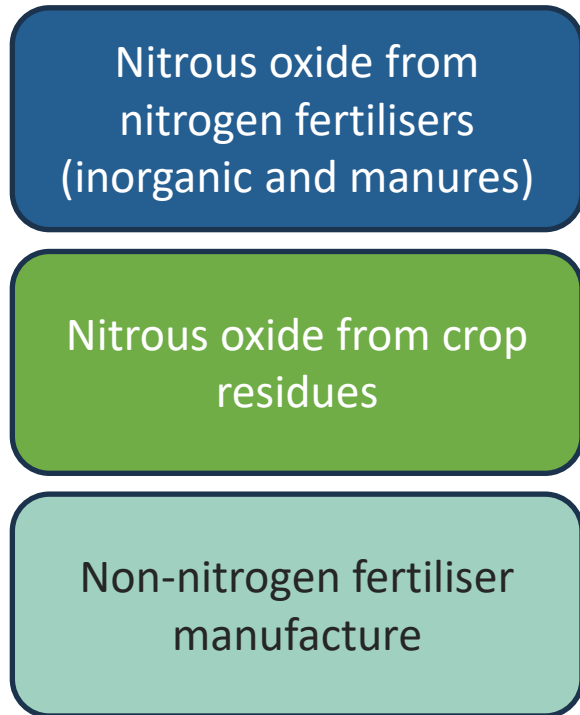 Nitrous oxide from
nitrogen fertilisers
(inorganic and manures)
Nitrous oxide from crop
residues
Non-nitrogen fertiliser
manufacture